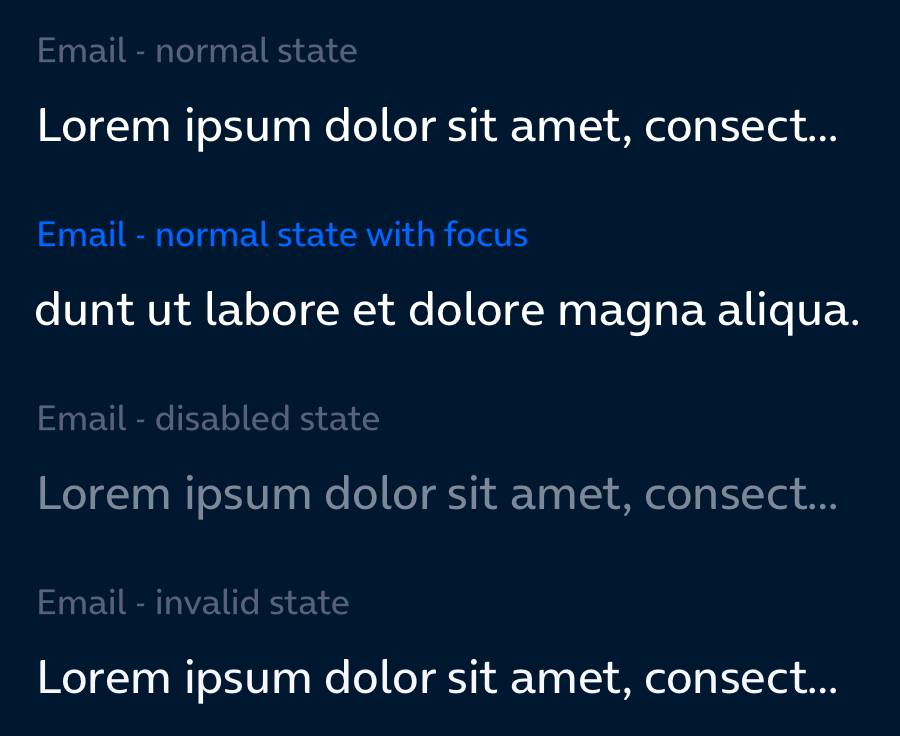 Email - normal state
Lorem ipsum dolor sit amet, consect...
Email - normal state with focus
dunt ut labore et dolore magna aliqua.
Email - disabled state
Lorem ipsum dolor sit amet, consect...
Email - invalid state
Lorem ipsum dolor sit amet, consect...